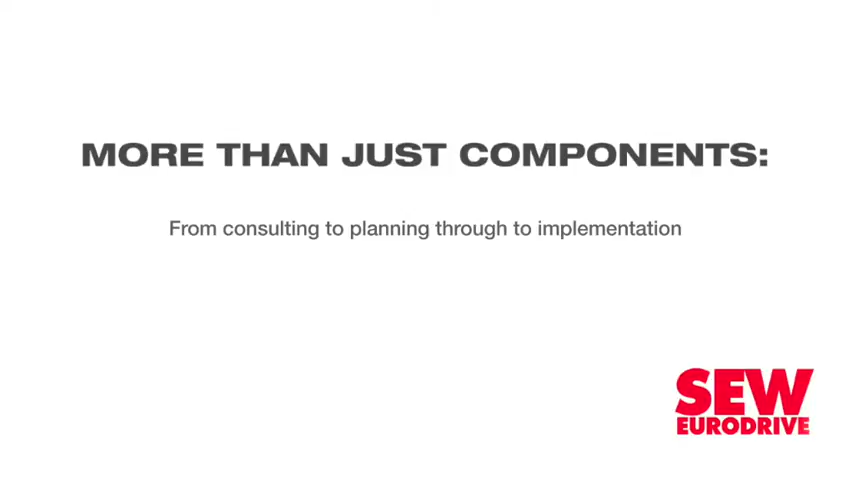 MORE THAN JUST COMPONENTS:
From consulting to planning through to implementation
SEW
EURODRIVE